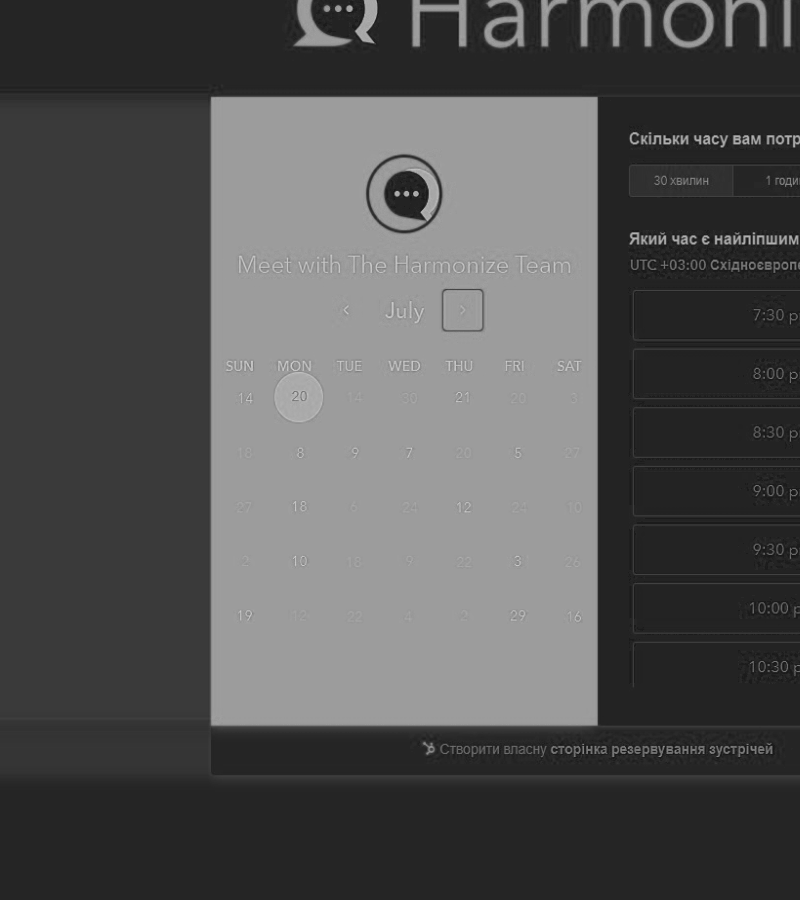 Harmoni
Скільки часу вам потр
30 хвилин 1 годи
Meet with The Harmonize Team
Який час є найліпшим
UTC +03:00 Східноєвропе
July
7:30 p
SUN MON TUE WED THU FRI SAT
8:00 p
14 20 14 30 21 20
8:30 p
18 8 9 7 20 5 27
9:00 p
27 18 6 24 12 24 10
9:30 p
2 10 18 9 22 3 26
10:00 p
19 12 22 4 2 29 16
10:30 p
Створити власну сторінка резервування зустрічей